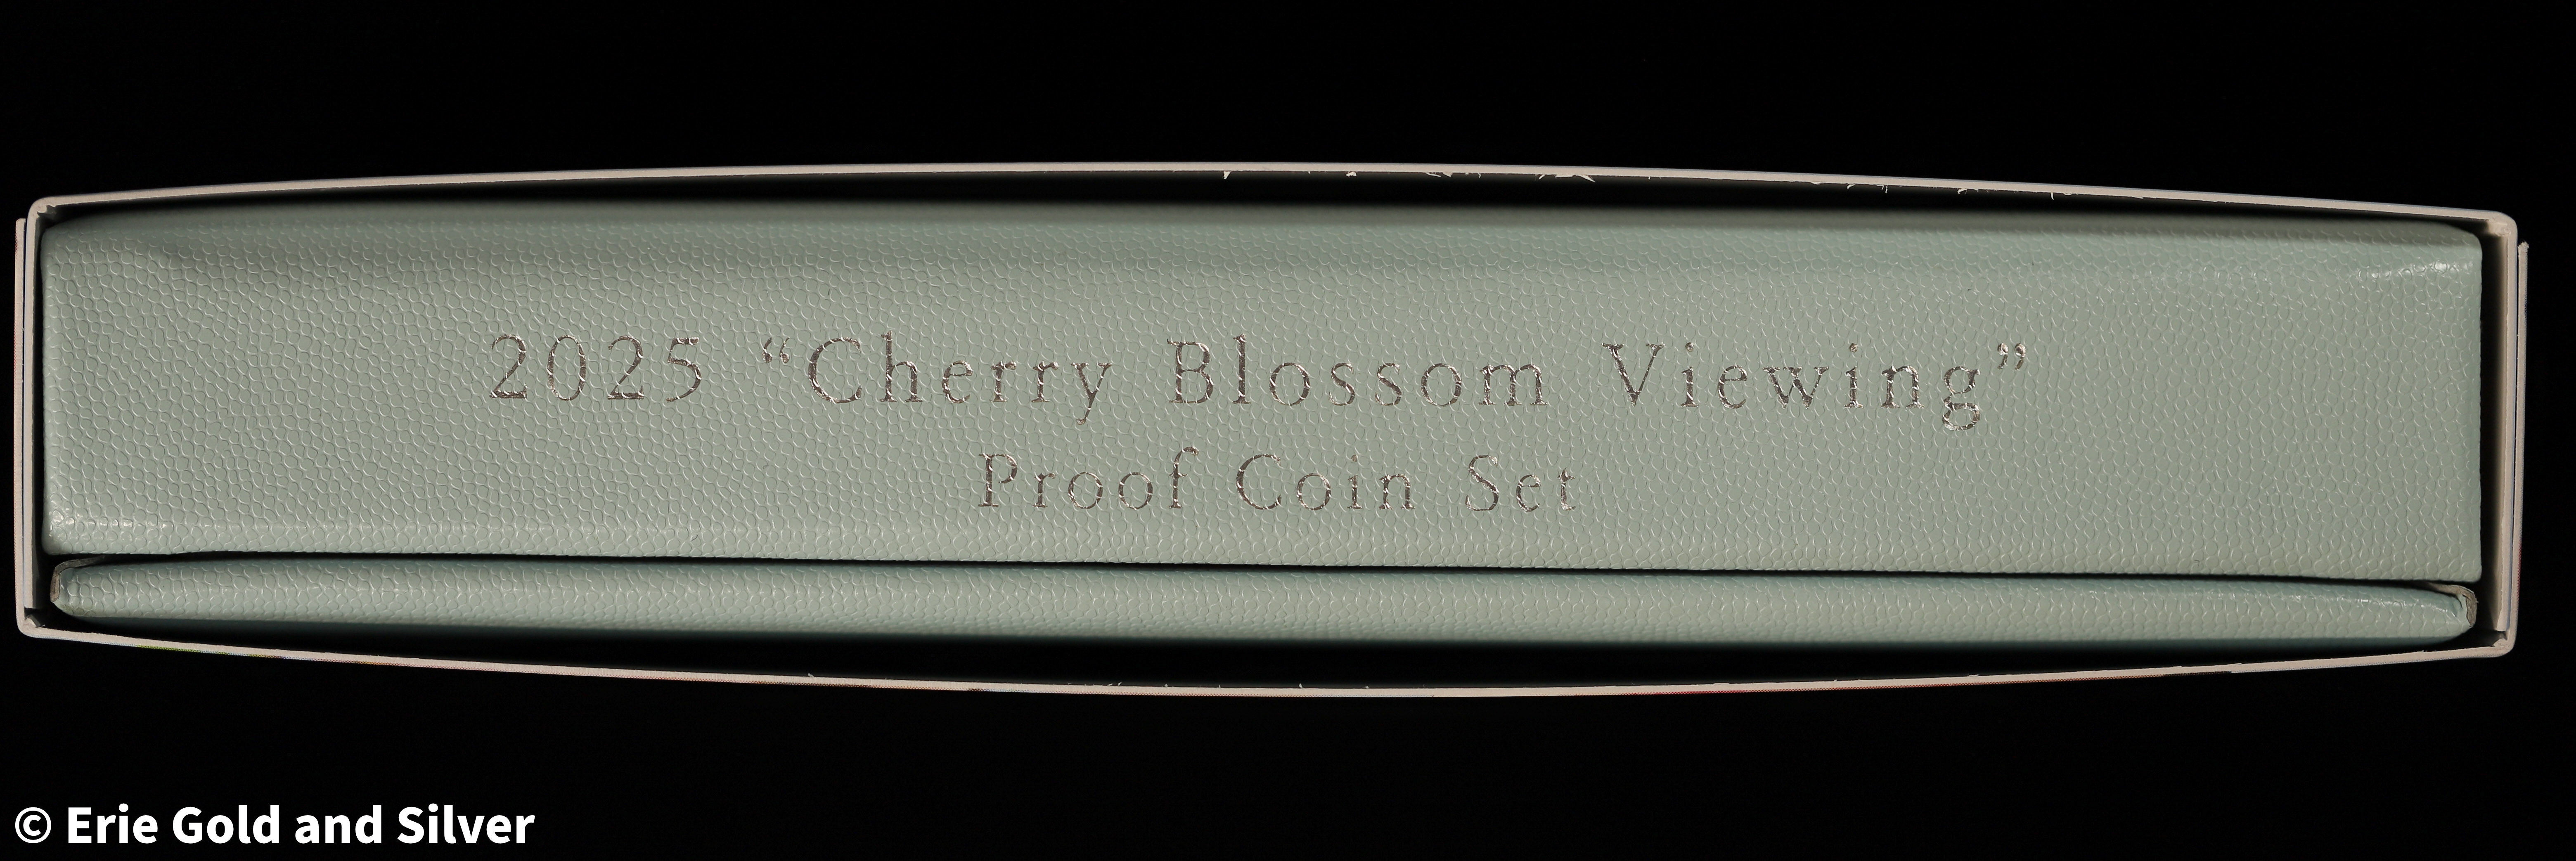 2025 “Cherry Blossom Viewing”
Proof Coin Set
© Erie Gold and Silver